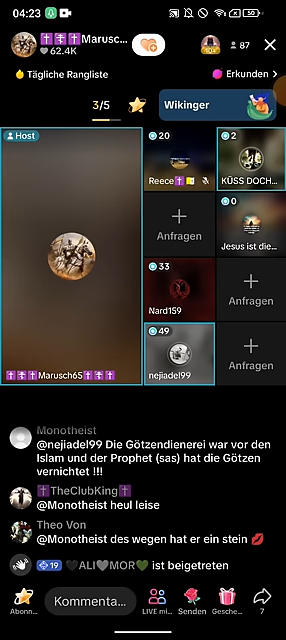 04:23
50
✝️☦️✝️Marusch...
62.4K
87
Tägliche Rangliste
Erkunden >
3/5
Wikinger
Host
20
2
Reece✝️
KÜSS DOCH...
Anfragen
0
Jesus ist die...
33
Nard159
Anfragen
49
✝️☦️✝️Marusch65✝️☦️✝️
nejiadel99
Anfragen
Monotheist
@nejiadel99 Die Götzendienerei war vor den
Islam und der Prophet (sas) hat die Götzen
vernichtet !!!
✝️TheClubKing✝️
@Monotheist heul leise
Theo Von
@Monotheist des wegen hat er ein stein 💋
19 🖤ALI🤍MOR💚 ist beigetreten
Abonn...
Kommenta...
LIVE mi...
Senden
Gesche...
7